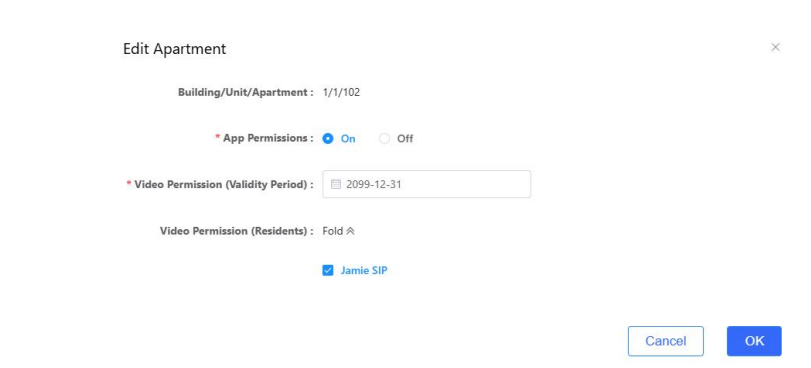 Edit Apartment
Building/Unit/Apartment : 1/1/102
* App Permissions : On Off
* Video Permission (Validity Period) : 2099-12-31
Video Permission (Residents) : Fold
Jamie SIP
Cancel OK